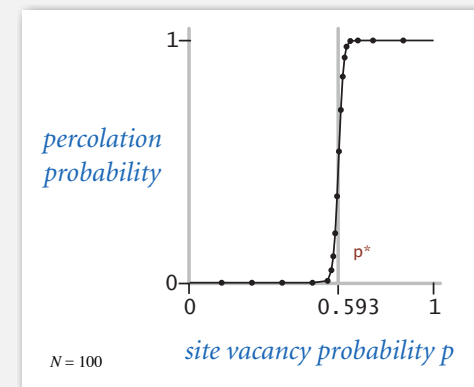 1
percolation
probability
p*
0
0 0.593 1
site vacancy probability p
N = 100